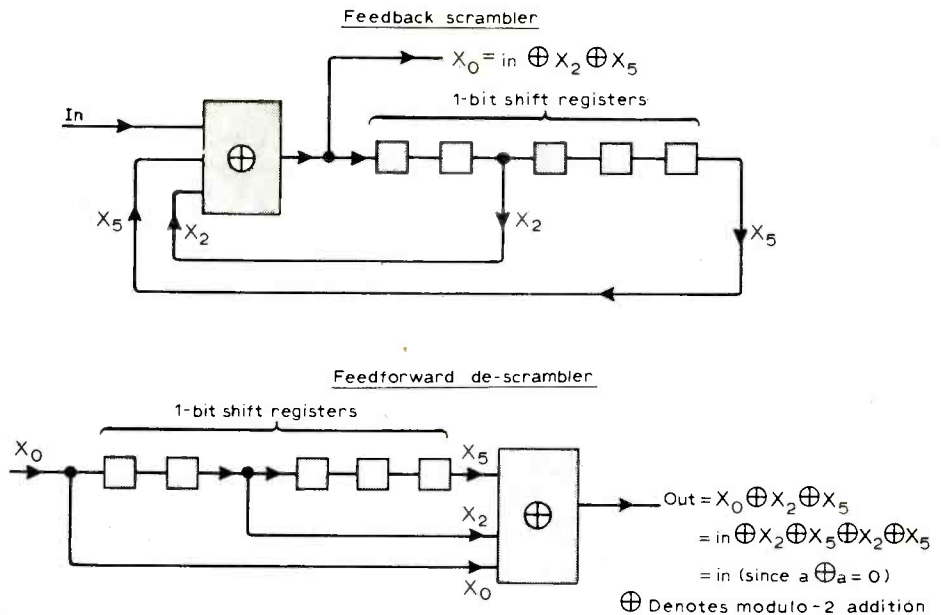 Feedback scrambler
X₀ = in ⊕ X₂ ⊕ X₅
1-bit shift registers
In
⊕
X₅
X₂
X₂
X₅
Feedforward de-scrambler
1-bit shift registers
X₀
X₅
X₂
X₀
⊕
Out = X₀ ⊕ X₂ ⊕ X₅
= in ⊕ X₂ ⊕ X₅ ⊕ X₂ ⊕ X₅
= in (since a ⊕ a = 0)
⊕ Denotes modulo-2 addition